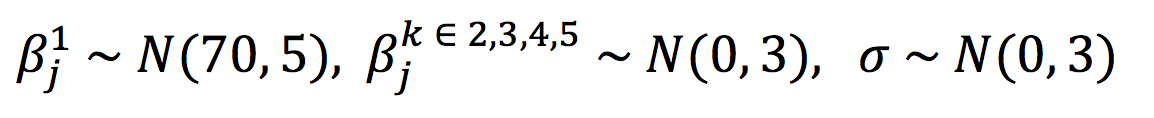 β_j^1 ~ N(70, 5), β_j^{k ∈ 2,3,4,5} ~ N(0, 3), σ ~ N(0, 3)